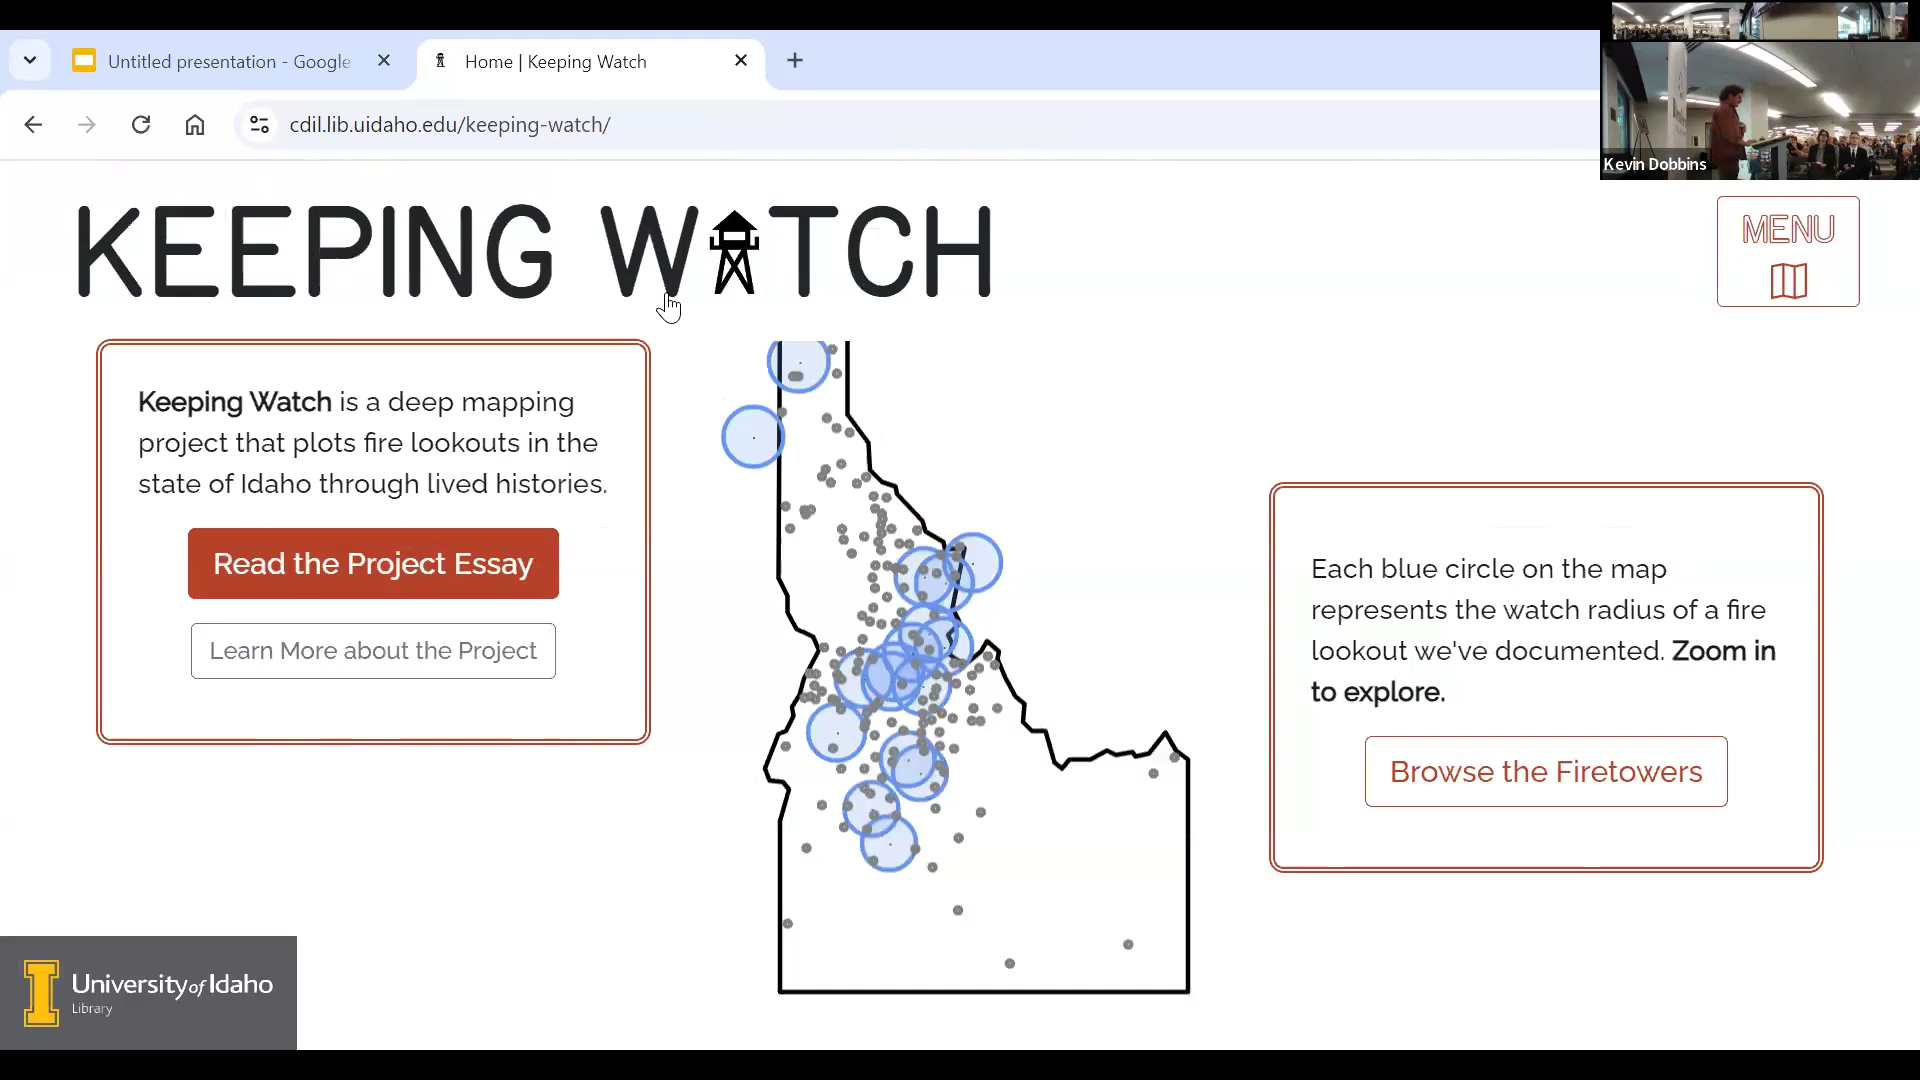 Untitled presentation - Google
Home | Keeping Watch
cdil.lib.uidaho.edu/keeping-watch/
Kevin Dobbins
KEEPING WATCH
MENU
Keeping Watch is a deep mapping
project that plots fire lookouts in the
state of Idaho through lived histories.
Read the Project Essay
Learn More about the Project
Each blue circle on the map
represents the watch radius of a fire
lookout we've documented. Zoom in
to explore.
Browse the Firetowers
I
University of Idaho
Library